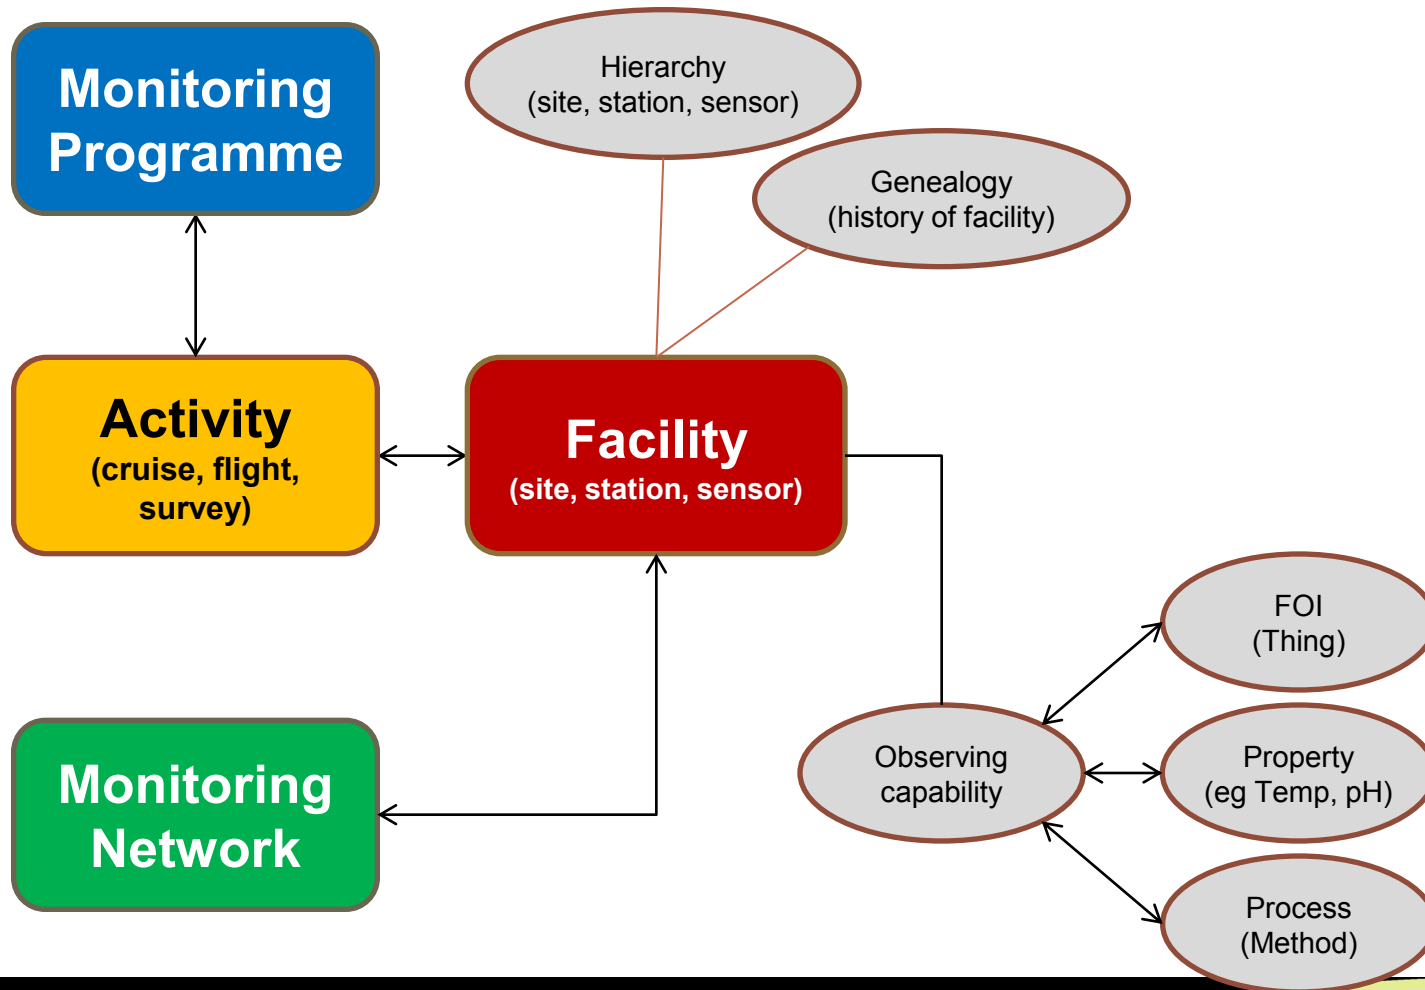 Monitoring
Programme
Hierarchy
(site, station, sensor)
Genealogy
(history of facility)
Activity
(cruise, flight,
survey)
Facility
(site, station, sensor)
Monitoring
Network
Observing
capability
FOI
(Thing)
Property
(eg Temp, pH)
Process
(Method)